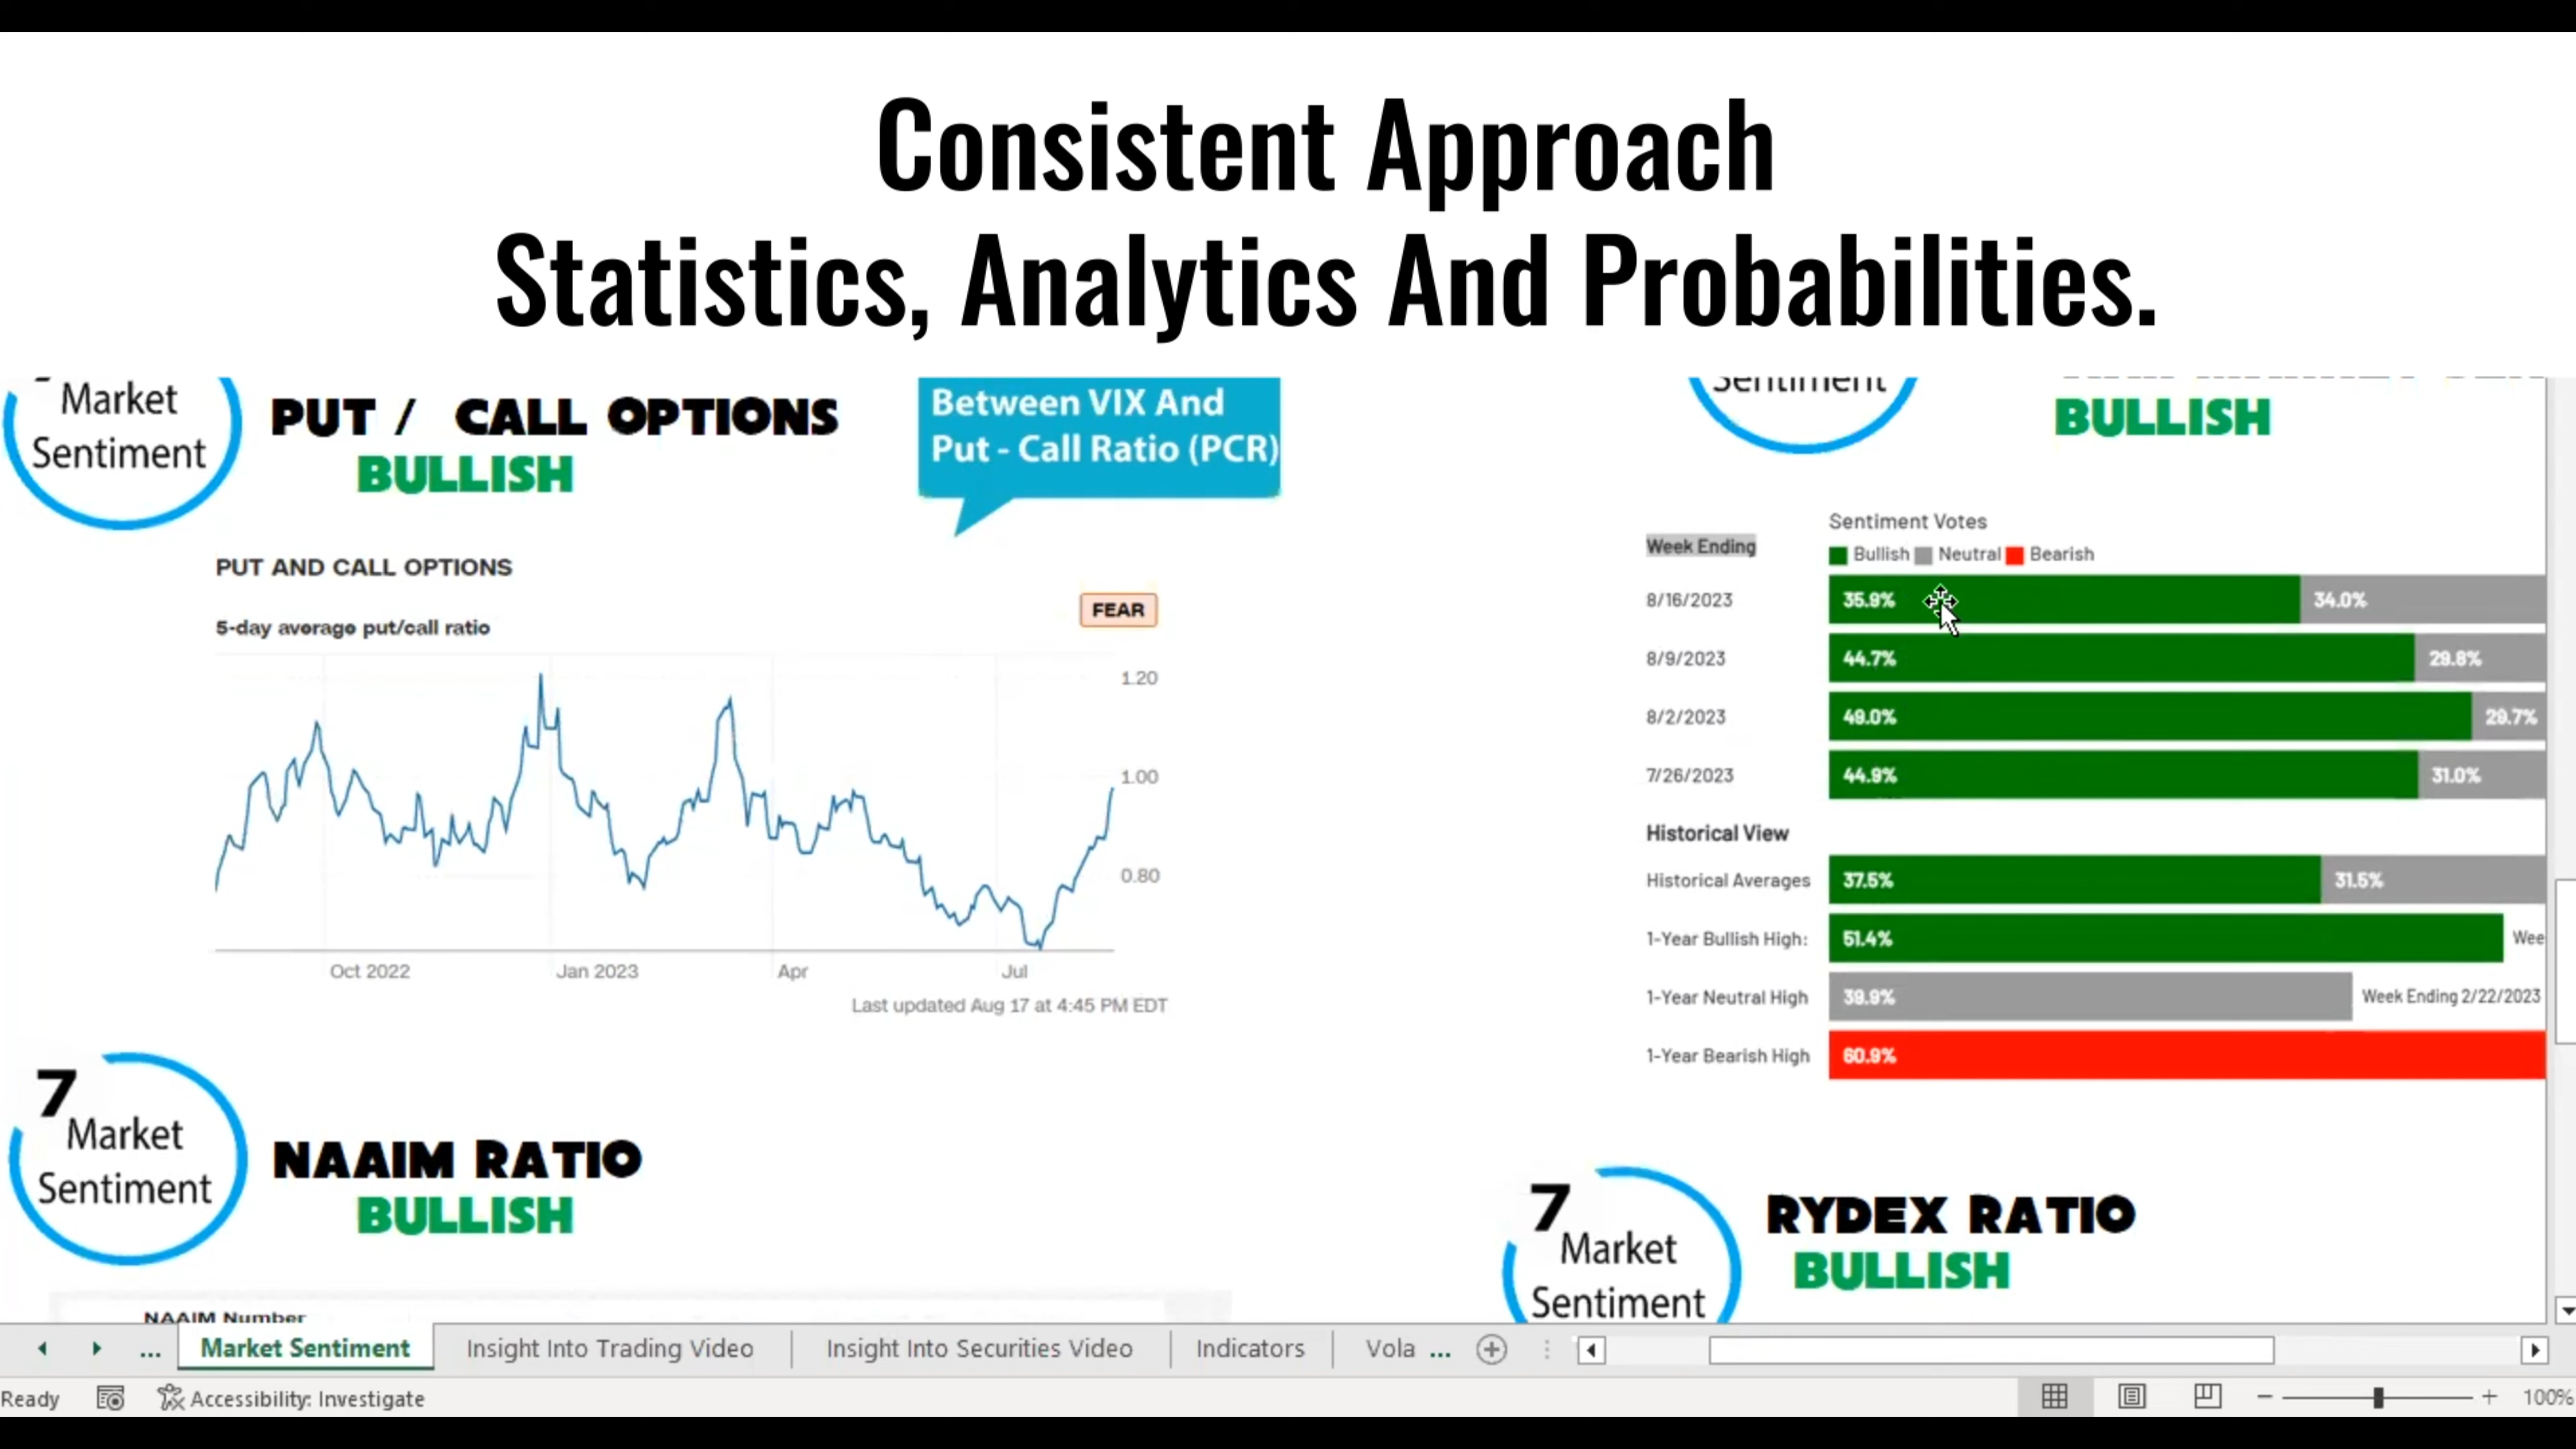 Consistent Approach
Statistics, Analytics And Probabilities.
Market
Sentiment
PUT / CALL OPTIONS
BULLISH
Between VIX And
Put - Call Ratio (PCR)
PUT AND CALL OPTIONS
5-day average put/call ratio
FEAR
1.20
1.00
0.80
Oct 2022 Jan 2023 Apr Jul
Last updated Aug 17 at 4:45 PM EDT
Sentiment
BULLISH
Sentiment Votes
Week Ending
Bullish Neutral Bearish
8/16/2023 35.9% 34.0%
8/9/2023 44.7% 29.8%
8/2/2023 49.0% 29.7%
7/26/2023 44.9% 31.0%
Historical View
Historical Averages 37.5% 31.5%
1-Year Bullish High: 51.4% Wee
1-Year Neutral High 39.9% Week Ending 2/22/2023
1-Year Bearish High 60.9%
7
Market
Sentiment
NAAIM RATIO
BULLISH
NAAIM Number
7
Market
Sentiment
RYDEX RATIO
BULLISH
... Market Sentiment Insight Into Trading Video Insight Into Securities Video Indicators Vola ...
Ready Accessibility: Investigate 100%